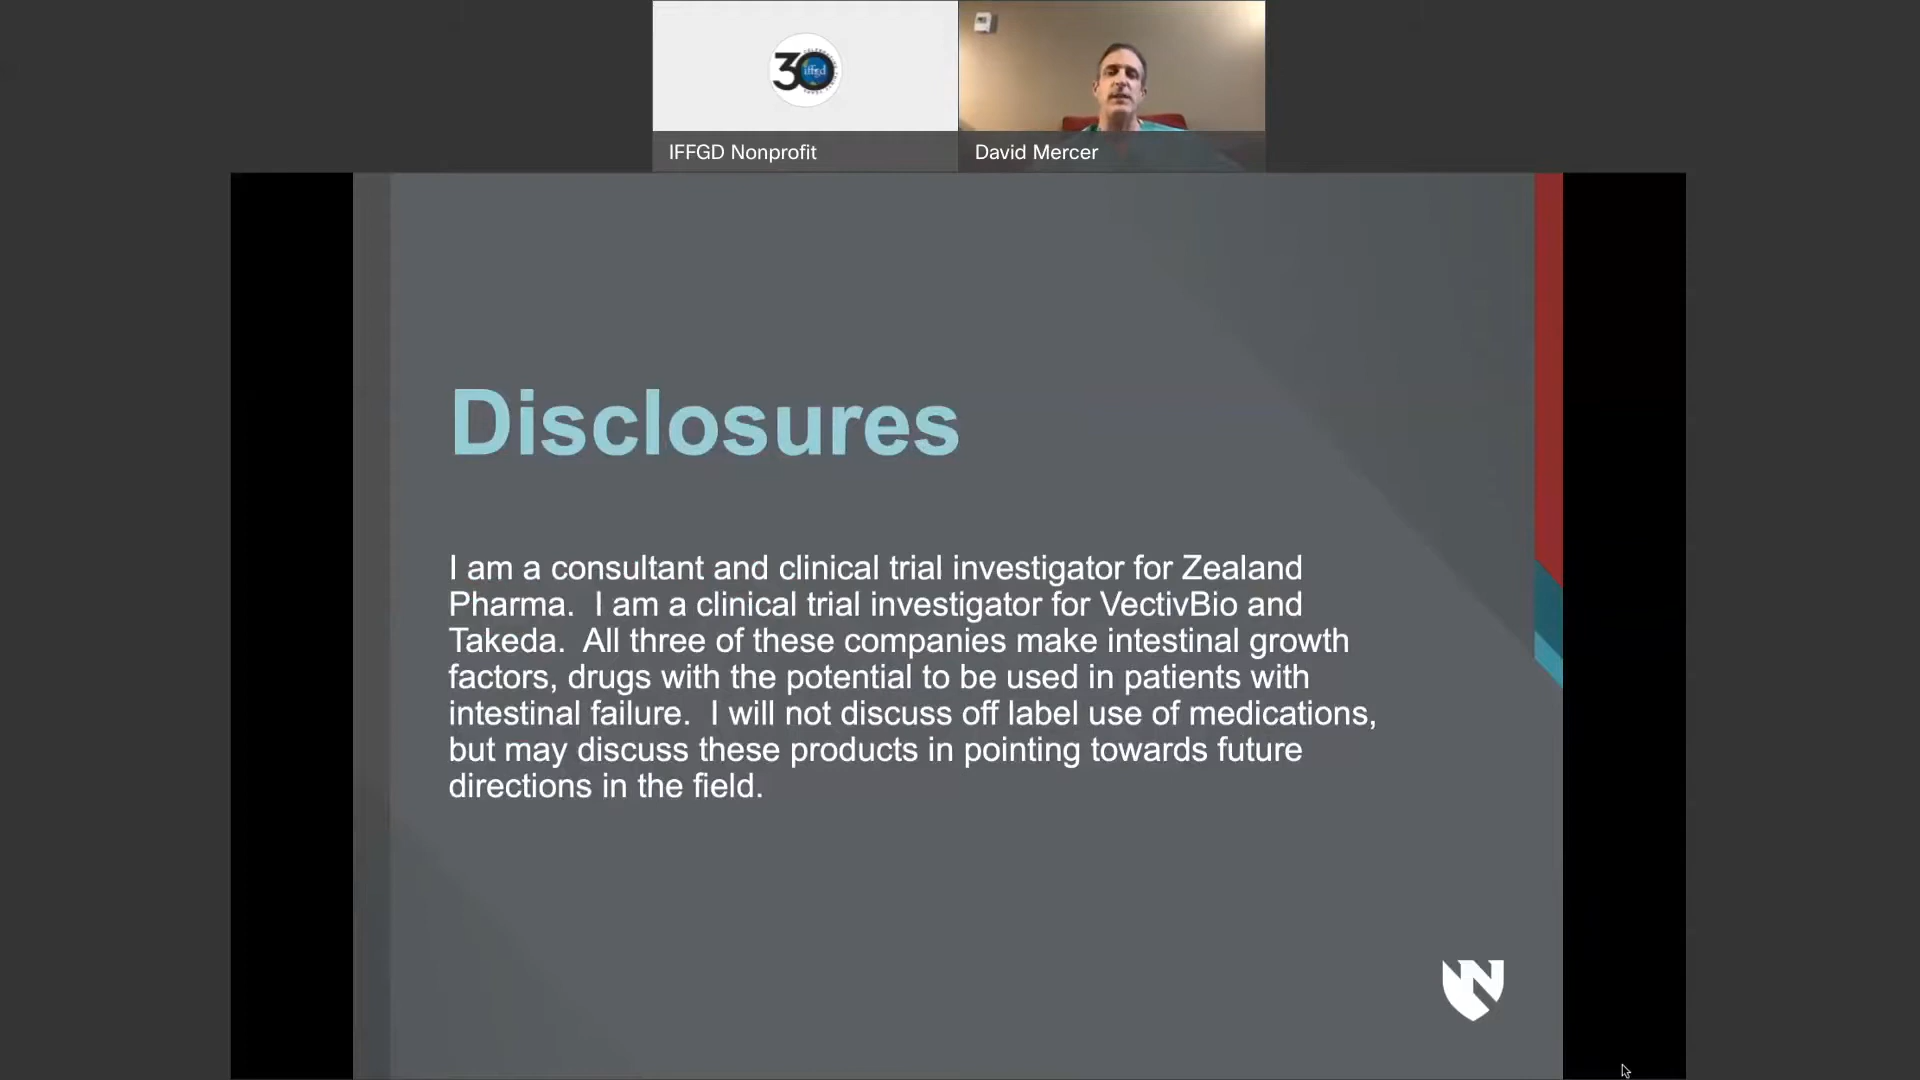 30
iffgd
IFFGD Nonprofit
David Mercer
Disclosures
I am a consultant and clinical trial investigator for Zealand
Pharma.  I am a clinical trial investigator for VectivBio and
Takeda.  All three of these companies make intestinal growth
factors, drugs with the potential to be used in patients with
intestinal failure.  I will not discuss off label use of medications,
but may discuss these products in pointing towards future
directions in the field.
N